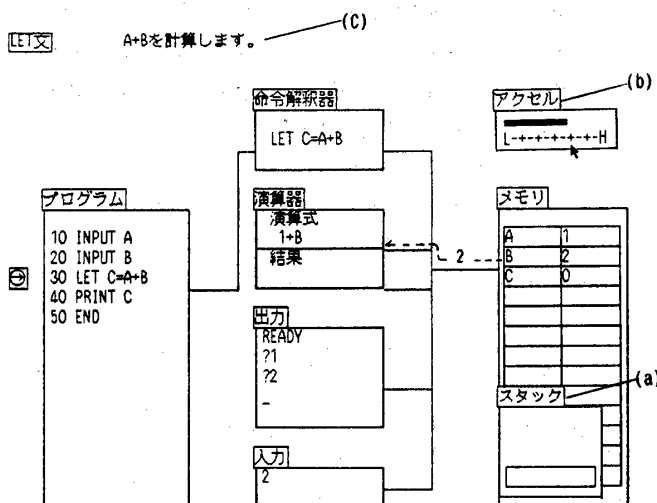 (C)
LET文 A+Bを計算します。
命令解釈器
LET C=A+B
アクセル
(b)
L-+-+-+-+-+-H
プログラム
10 INPUT A
20 INPUT B
30 LET C=A+B
40 PRINT C
50 END
演算器
演算式
1+B
結果
2
メモリ
A 1
B 2
C 0
出力
READY
?1
?2
_
スタック
(a)
入力
2